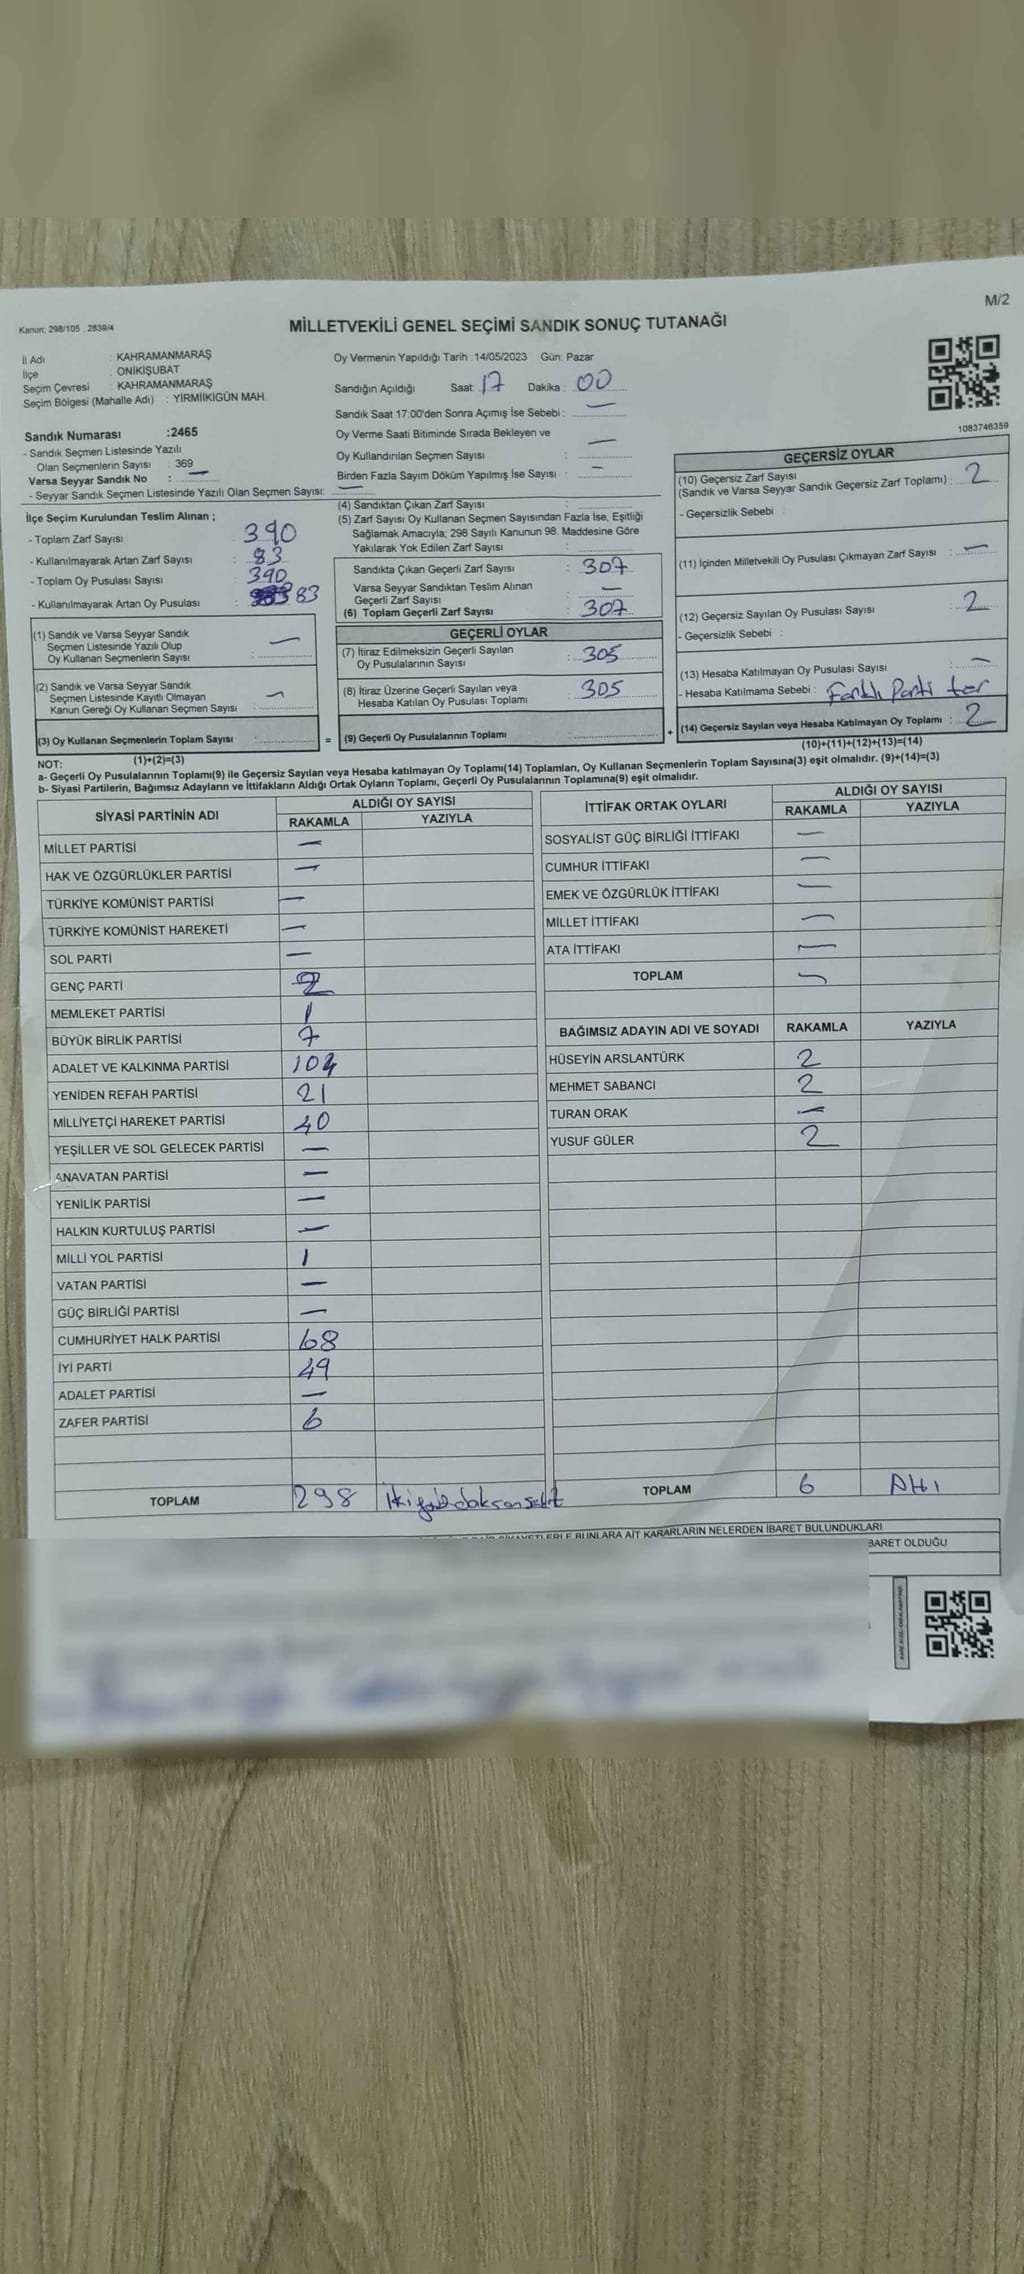 M/2
Kanun: 298/105 , 2839/4
MİLLETVEKİLİ GENEL SEÇİMİ SANDIK SONUÇ TUTANAĞI
İl Adı : KAHRAMANMARAŞ
İlçe : ONİKİŞUBAT
Seçim Çevresi : KAHRAMANMARAŞ
Seçim Bölgesi (Mahalle Adı) : YİRMİİKİGÜN MAH.
Oy Vermenin Yapıldığı Tarih :14/05/2023 Gün: Pazar
Sandığın Açıldığı Saat: 17 Dakika : 00
Sandık Saat 17:00'den Sonra Açımış İse Sebebi : —
Oy Verme Saati Bitiminde Sırada Bekleyen ve
Oy Kullandırılan Seçmen Sayısı : —
Birden Fazla Sayım Döküm Yapılmış İse Sayısı : —
1083746359
Sandık Numarası :2465
- Sandık Seçmen Listesinde Yazılı
Olan Seçmenlerin Sayısı : 369
Varsa Seyyar Sandık No : —
- Seyyar Sandık Seçmen Listesinde Yazılı Olan Seçmen Sayısı: —
İlçe Seçim Kurulundan Teslim Alınan ;
- Toplam Zarf Sayısı : 390
- Kullanılmayarak Artan Zarf Sayısı : 83
- Toplam Oy Pusulası Sayısı : 390
- Kullanılmayarak Artan Oy Pusulası : 83
(1) Sandık ve Varsa Seyyar Sandık
Seçmen Listesinde Yazılı Olup
Oy Kullanan Seçmenlerin Sayısı : —
(2) Sandık ve Varsa Seyyar Sandık
Seçmen Listesinde Kayıtlı Olmayan
Kanun Gereği Oy Kullanan Seçmen Sayısı : —
(3) Oy Kullanan Seçmenlerin Toplam Sayısı :
(1)+(2)=(3)
(4) Sandıktan Çıkan Zarf Sayısı :
(5) Zarf Sayısı Oy Kullanan Seçmen Sayısından Fazla İse, Eşitliği
Sağlamak Amacıyla; 298 Sayılı Kanunun 98. Maddesine Göre
Yakılarak Yok Edilen Zarf Sayısı :
Sandıkta Çıkan Geçerli Zarf Sayısı : 307
Varsa Seyyar Sandıktan Teslim Alınan
Geçerli Zarf Sayısı : —
(6) Toplam Geçerli Zarf Sayısı : 307
GEÇERLİ OYLAR
(7) İtiraz Edilmeksizin Geçerli Sayılan
Oy Pusulalarının Sayısı : 305
(8) İtiraz Üzerine Geçerli Sayılan veya
Hesaba Katılan Oy Pusulası Toplamı : 305
= (9) Geçerli Oy Pusulalarının Toplamı :
GEÇERSİZ OYLAR
(10) Geçersiz Zarf Sayısı
(Sandık ve Varsa Seyyar Sandık Geçersiz Zarf Toplamı) : 2
- Geçersizlik Sebebi :
(11) İçinden Milletvekili Oy Pusulası Çıkmayan Zarf Sayısı : —
(12) Geçersiz Sayılan Oy Pusulası Sayısı : 2
- Geçersizlik Sebebi :
(13) Hesaba Katılmayan Oy Pusulası Sayısı : —
- Hesaba Katılmama Sebebi : Farklı Parti ter
+ (14) Geçersiz Sayılan veya Hesaba Katılmayan Oy Toplamı : 2
(10)+(11)+(12)+(13)=(14)
NOT:
a- Geçerli Oy Pusulalarının Toplamı(9) ile Geçersiz Sayılan veya Hesaba katılmayan Oy Toplamı(14) Toplamları, Oy Kullanan Seçmenlerin Toplam Sayısına(3) eşit olmalıdır. (9)+(14)=(3)
b- Siyasi Partilerin, Bağımsız Adayların ve İttifakların Aldığı Ortak Oyların Toplamı, Geçerli Oy Pusulalarının Toplamına(9) eşit olmalıdır.
SİYASİ PARTİNİN ADI ALDIĞI OY SAYISI
RAKAMLA YAZIYLA
MİLLET PARTİSİ —
HAK VE ÖZGÜRLÜKLER PARTİSİ —
TÜRKİYE KOMÜNİST PARTİSİ —
TÜRKİYE KOMÜNİST HAREKETİ —
SOL PARTİ —
GENÇ PARTİ 2
MEMLEKET PARTİSİ 1
BÜYÜK BİRLİK PARTİSİ 7
ADALET VE KALKINMA PARTİSİ 104
YENİDEN REFAH PARTİSİ 21
MİLLİYETÇİ HAREKET PARTİSİ 40
YEŞİLLER VE SOL GELECEK PARTİSİ —
ANAVATAN PARTİSİ —
YENİLİK PARTİSİ —
HALKIN KURTULUŞ PARTİSİ —
MİLLİ YOL PARTİSİ 1
VATAN PARTİSİ —
GÜÇ BİRLİĞİ PARTİSİ —
CUMHURİYET HALK PARTİSİ 68
İYİ PARTİ 49
ADALET PARTİSİ —
ZAFER PARTİSİ 6
TOPLAM 298
İTTİFAK ORTAK OYLARI ALDIĞI OY SAYISI
RAKAMLA YAZIYLA
SOSYALİST GÜÇ BİRLİĞİ İTTİFAKI —
CUMHUR İTTİFAKI —
EMEK VE ÖZGÜRLÜK İTTİFAKI —
MİLLET İTTİFAKI —
ATA İTTİFAKI —
TOPLAM —
BAĞIMSIZ ADAYIN ADI VE SOYADI RAKAMLA YAZIYLA
HÜSEYİN ARSLANTÜRK 2
MEHMET SABANCI 2
TURAN ORAK —
YUSUF GÜLER 2
TOPLAM 6 Altı
BUNLARA AİT KARARLARIN NELERDEN İBARET BULUNDUKLARI
BARET OLDUĞU